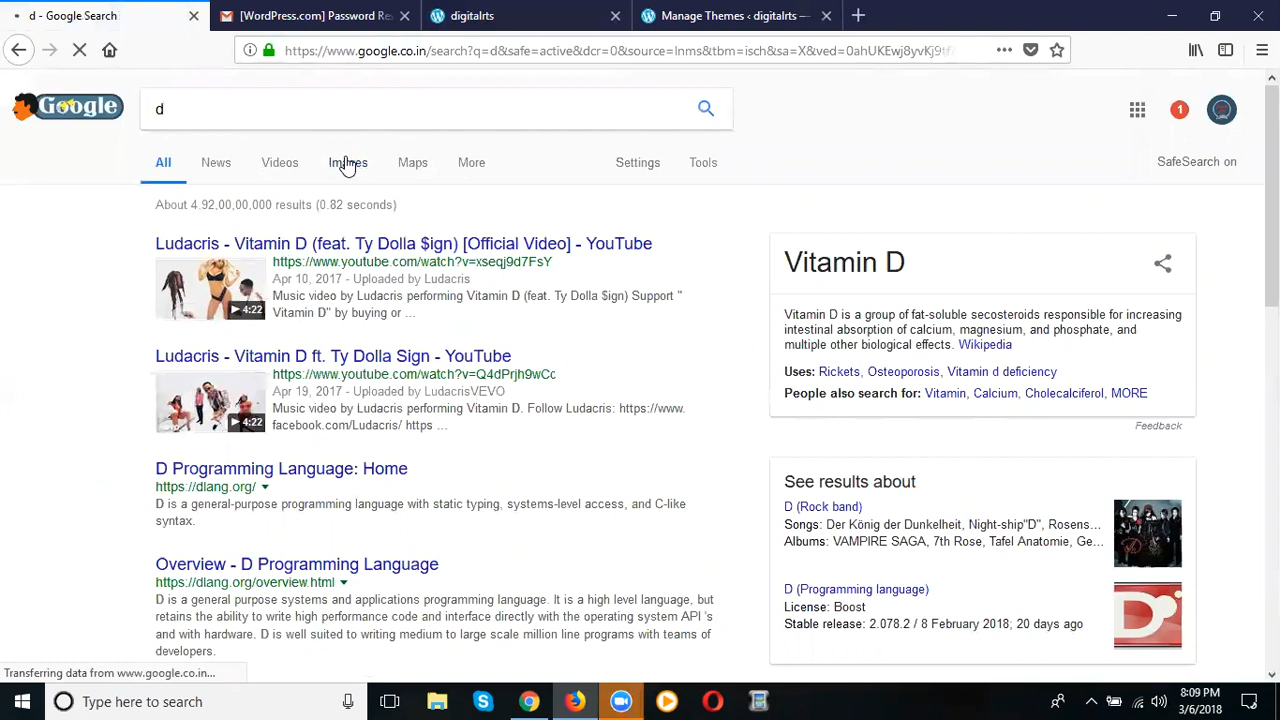 d - Google Search
[WordPress.com] Password Re
digitalrts
Manage Themes ‹ digitalrts —
https://www.google.co.in/search?q=d&safe=active&dcr=0&source=lnms&tbm=isch&sa=X&ved=0ahUKEwj8yvKj9tf
Google
d
1
All
News
Videos
Images
Maps
More
Settings
Tools
SafeSearch on
About 4,92,00,00,000 results (0.82 seconds)
Ludacris - Vitamin D (feat. Ty Dolla $ign) [Official Video] - YouTube
https://www.youtube.com/watch?v=xseqj9d7FsY
Apr 10, 2017 - Uploaded by Ludacris
Music video by Ludacris performing Vitamin D (feat. Ty Dolla $ign) Support "
Vitamin D" by buying or ...
4:22
Ludacris - Vitamin D ft. Ty Dolla Sign - YouTube
https://www.youtube.com/watch?v=Q4dPrjh9wCc
Apr 19, 2017 - Uploaded by LudacrisVEVO
Music video by Ludacris performing Vitamin D. Follow Ludacris: https://www.
facebook.com/Ludacris/ https ...
4:22
D Programming Language: Home
https://dlang.org/
D is a general-purpose programming language with static typing, systems-level access, and C-like
syntax.
Overview - D Programming Language
https://dlang.org/overview.html
D is a general purpose systems and applications programming language. It is a high level language, but
retains the ability to write high performance code and interface directly with the operating system API 's
and with hardware. D is well suited to writing medium to large scale million line programs with teams of
developers.
Vitamin D
Vitamin D is a group of fat-soluble secosteroids responsible for increasing
intestinal absorption of calcium, magnesium, and phosphate, and
multiple other biological effects. Wikipedia
Uses: Rickets, Osteoporosis, Vitamin d deficiency
People also search for: Vitamin, Calcium, Cholecalciferol, MORE
Feedback
See results about
D (Rock band)
Songs: Der König der Dunkelheit, Night-ship"D", Rosens...
Albums: VAMPIRE SAGA, 7th Rose, Tafel Anatomie, Ge...
D (Programming language)
License: Boost
Stable release: 2.078.2 / 8 February 2018; 20 days ago
D
Transferring data from www.google.co.in...
Type here to search
8:09 PM
3/6/2018